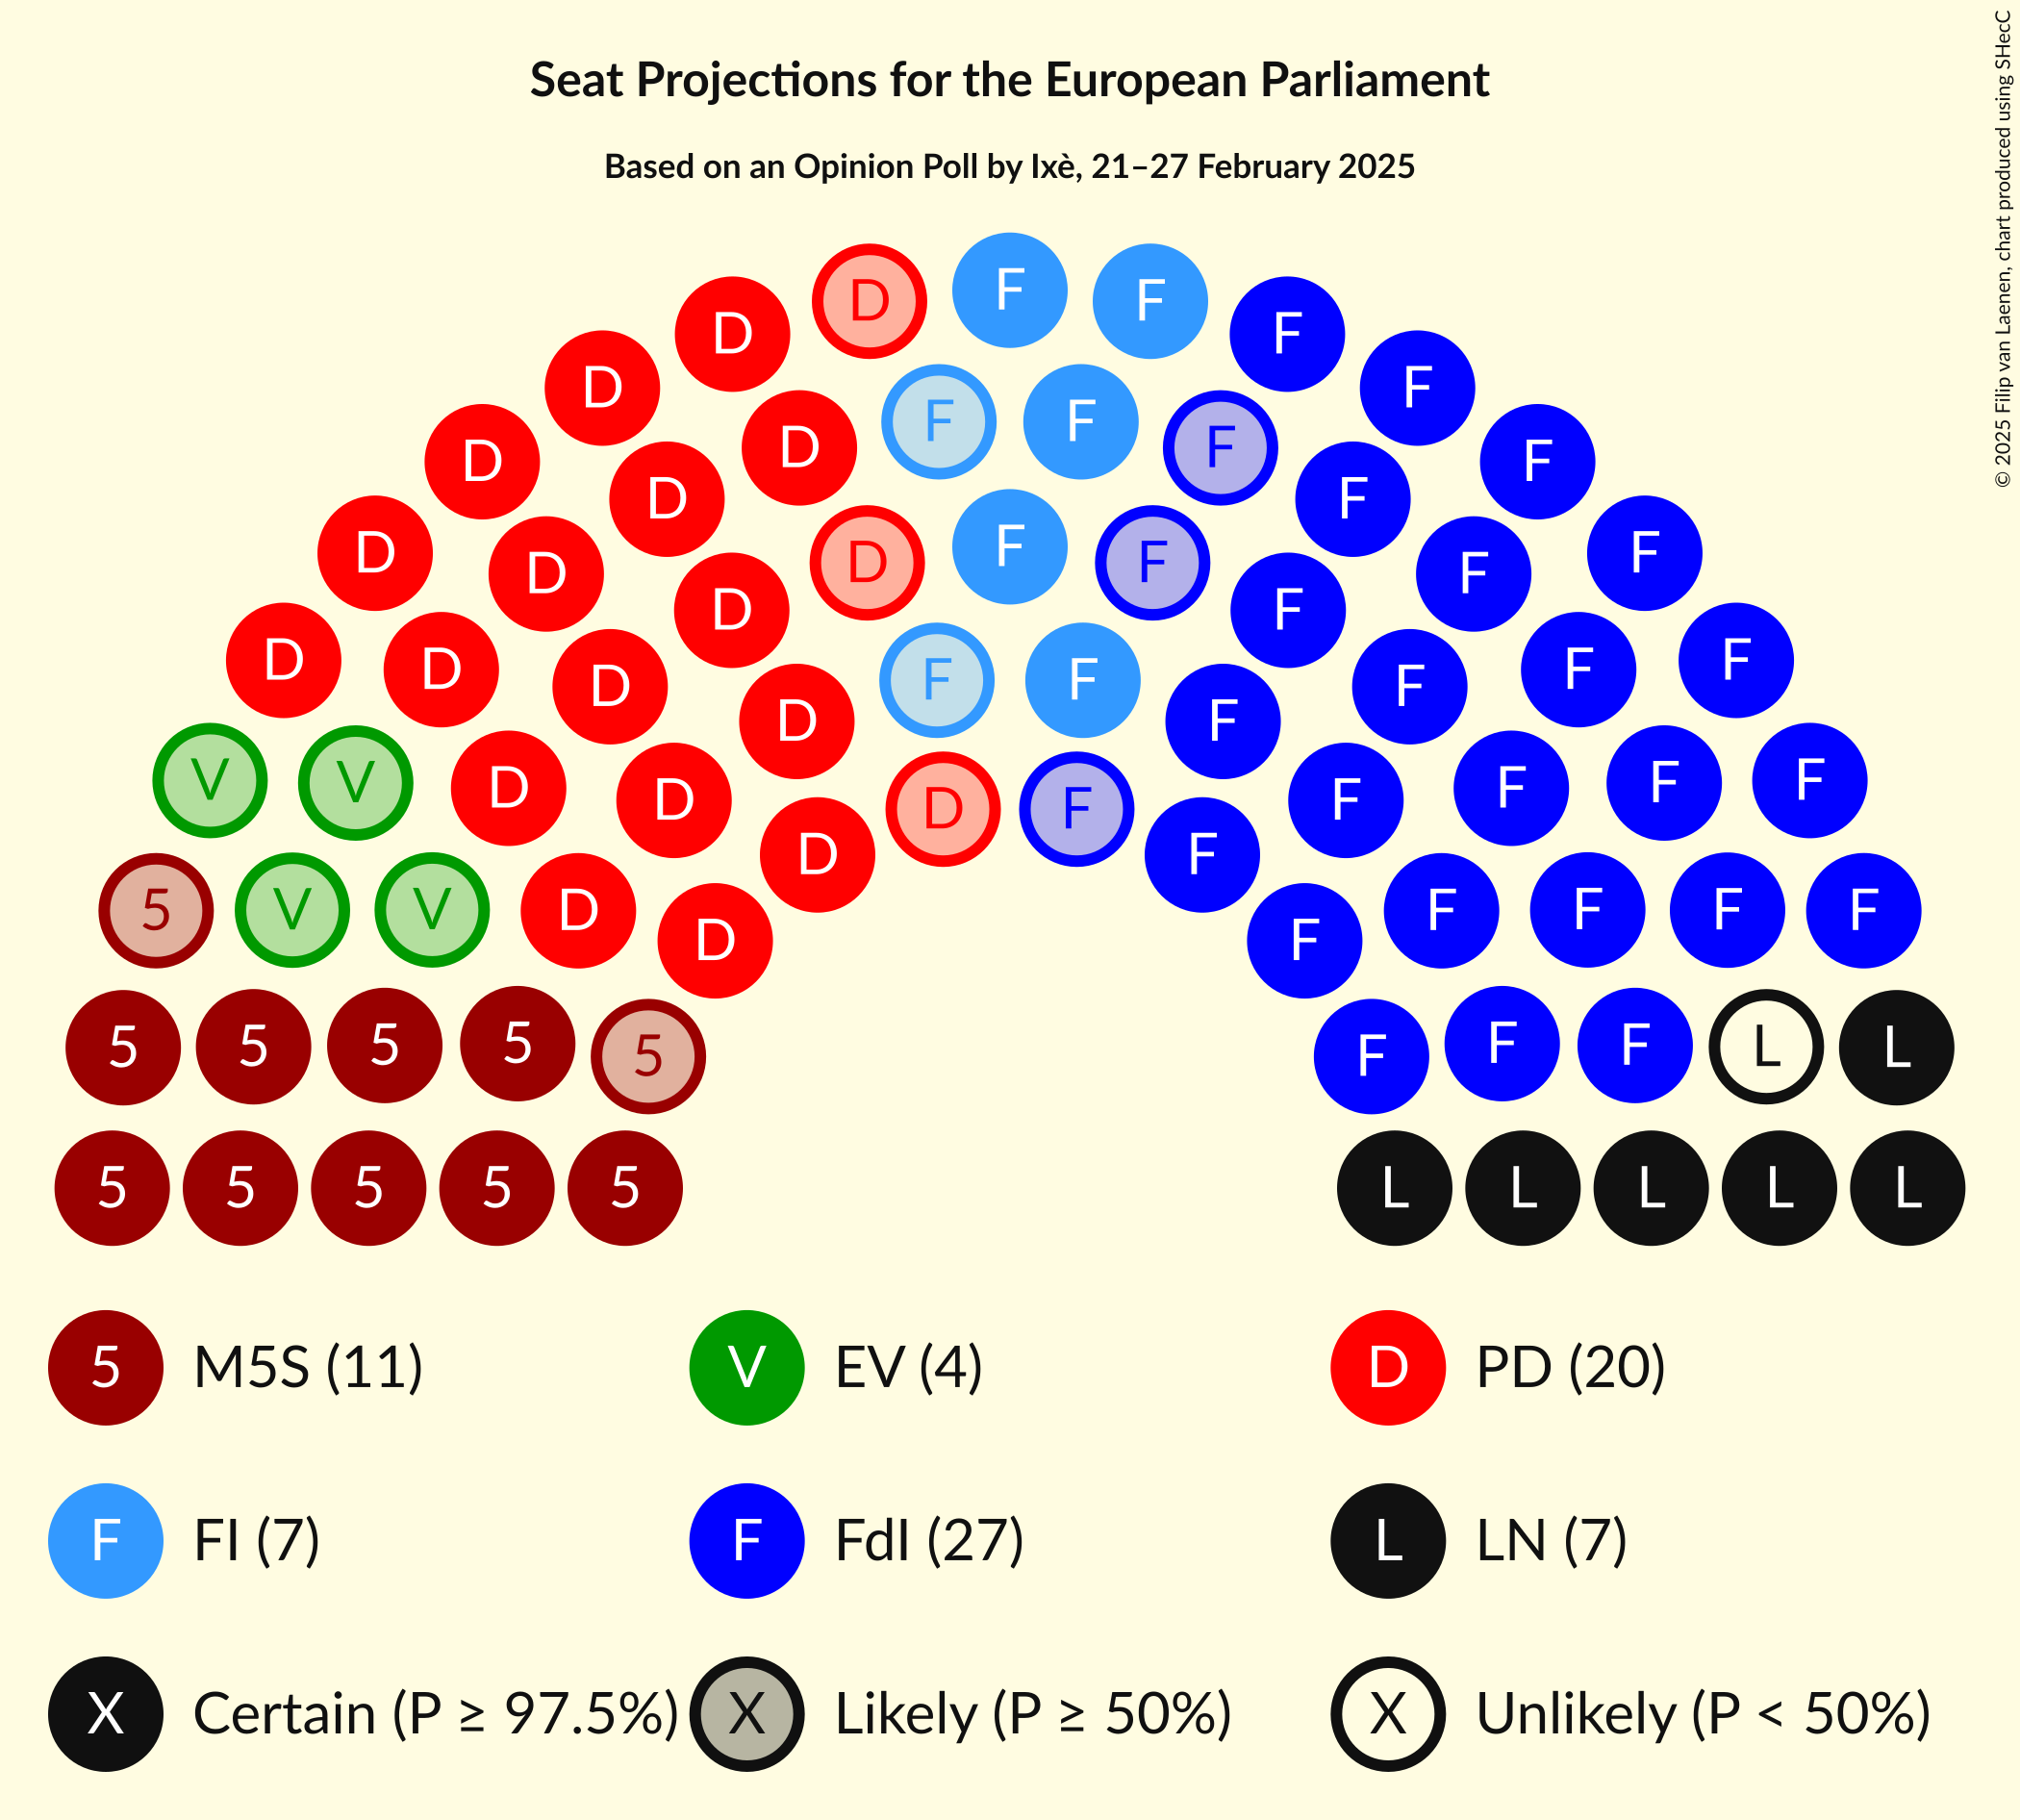 Seat Projections for the European Parliament
Based on an Opinion Poll by Ixè, 21–27 February 2025
© 2025 Filip van Laenen, chart produced using SHecC
D F F
D F
D F
F F
D F
D F
D F
F
D F
D F
D F
D F
D F
D F
F F
D F
D F
V V D F F F
D F
D F
D F
5 V V D F F F F
D F
5 5 5 5 5 F F F L L
5 5 5 5 5 L L L L L
5 M5S (11) V EV (4) D PD (20)
F FI (7) F FdI (27) L LN (7)
X Certain (P ≥ 97.5%) X Likely (P ≥ 50%) X Unlikely (P < 50%)